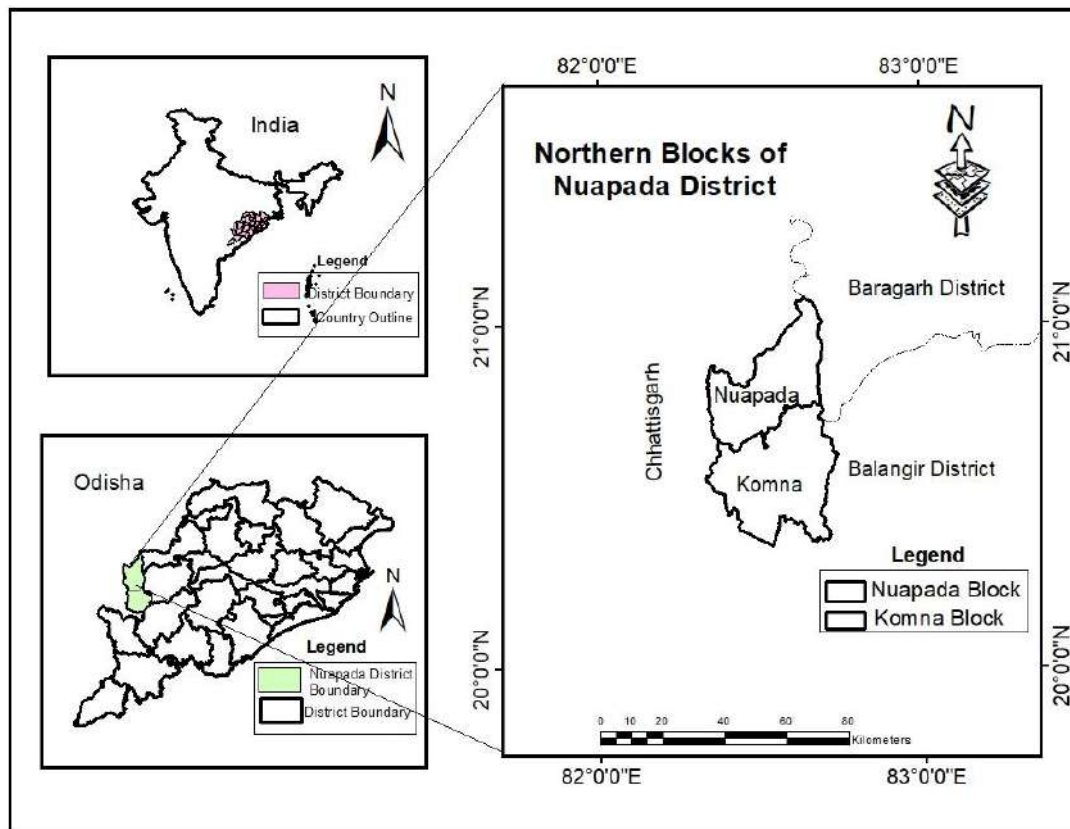 India
N
Legend
District Boundary
Country Outline
Odisha
N
Legend
Nuapada District
Boundary
District Boundary
82°0'0"E
83°0'0"E
Northern Blocks of
Nuapada District
N
21°0'0"N
21°0'0"N
Baragarh District
Chhattisgarh
Nuapada
Komna
Balangir District
Legend
Nuapada Block
Komna Block
20°0'0"N
20°0'0"N
0 10 20 40 60 80
Kilometers
82°0'0"E
83°0'0"E